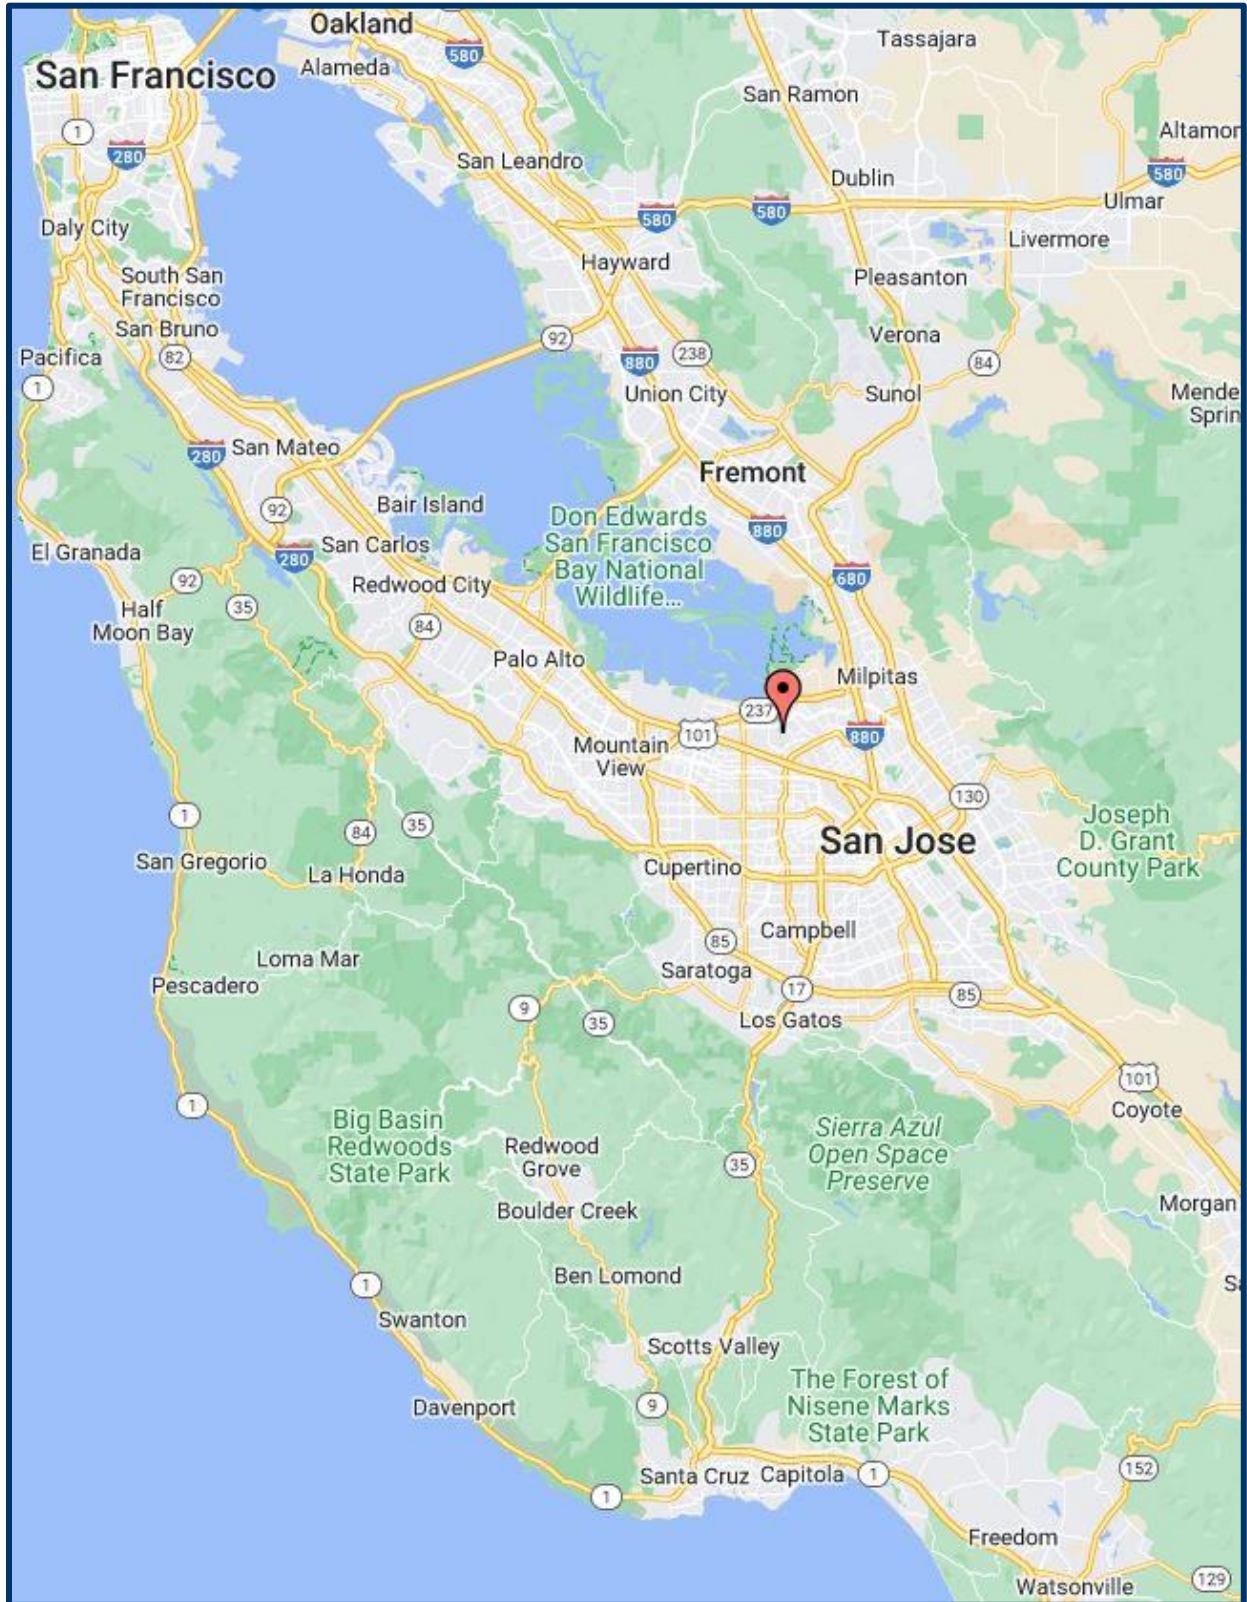 Oakland
580
Tassajara
San Francisco
Alameda
San Ramon
1
280
Altamor
San Leandro
580
Dublin
Ulmar
580
580
Daly City
Livermore
Hayward
Pleasanton
South San
Francisco
San Bruno
92
Verona
Pacifica
82
880
238
84
1
Union City
Sunol
Mende
Sprin
San Mateo
280
Fremont
Bair Island
92
Don Edwards
San Francisco
Bay National
Wildlife...
880
El Granada
280
San Carlos
92
Redwood City
680
35
Half
Moon Bay
84
Palo Alto
Milpitas
237
101
880
Mountain
View
130
1
84
35
San Jose
Joseph
D. Grant
County Park
San Gregorio
La Honda
Cupertino
Campbell
85
Loma Mar
Saratoga
Pescadero
17
85
9
35
Los Gatos
101
1
Coyote
Big Basin
Redwoods
State Park
Redwood
Grove
Sierra Azul
Open Space
Preserve
35
Boulder Creek
Morgan
1
Ben Lomond
Sa
Swanton
Scotts Valley
The Forest of
Nisene Marks
State Park
Davenport
9
1
Santa Cruz
Capitola
1
152
Freedom
Watsonville
129